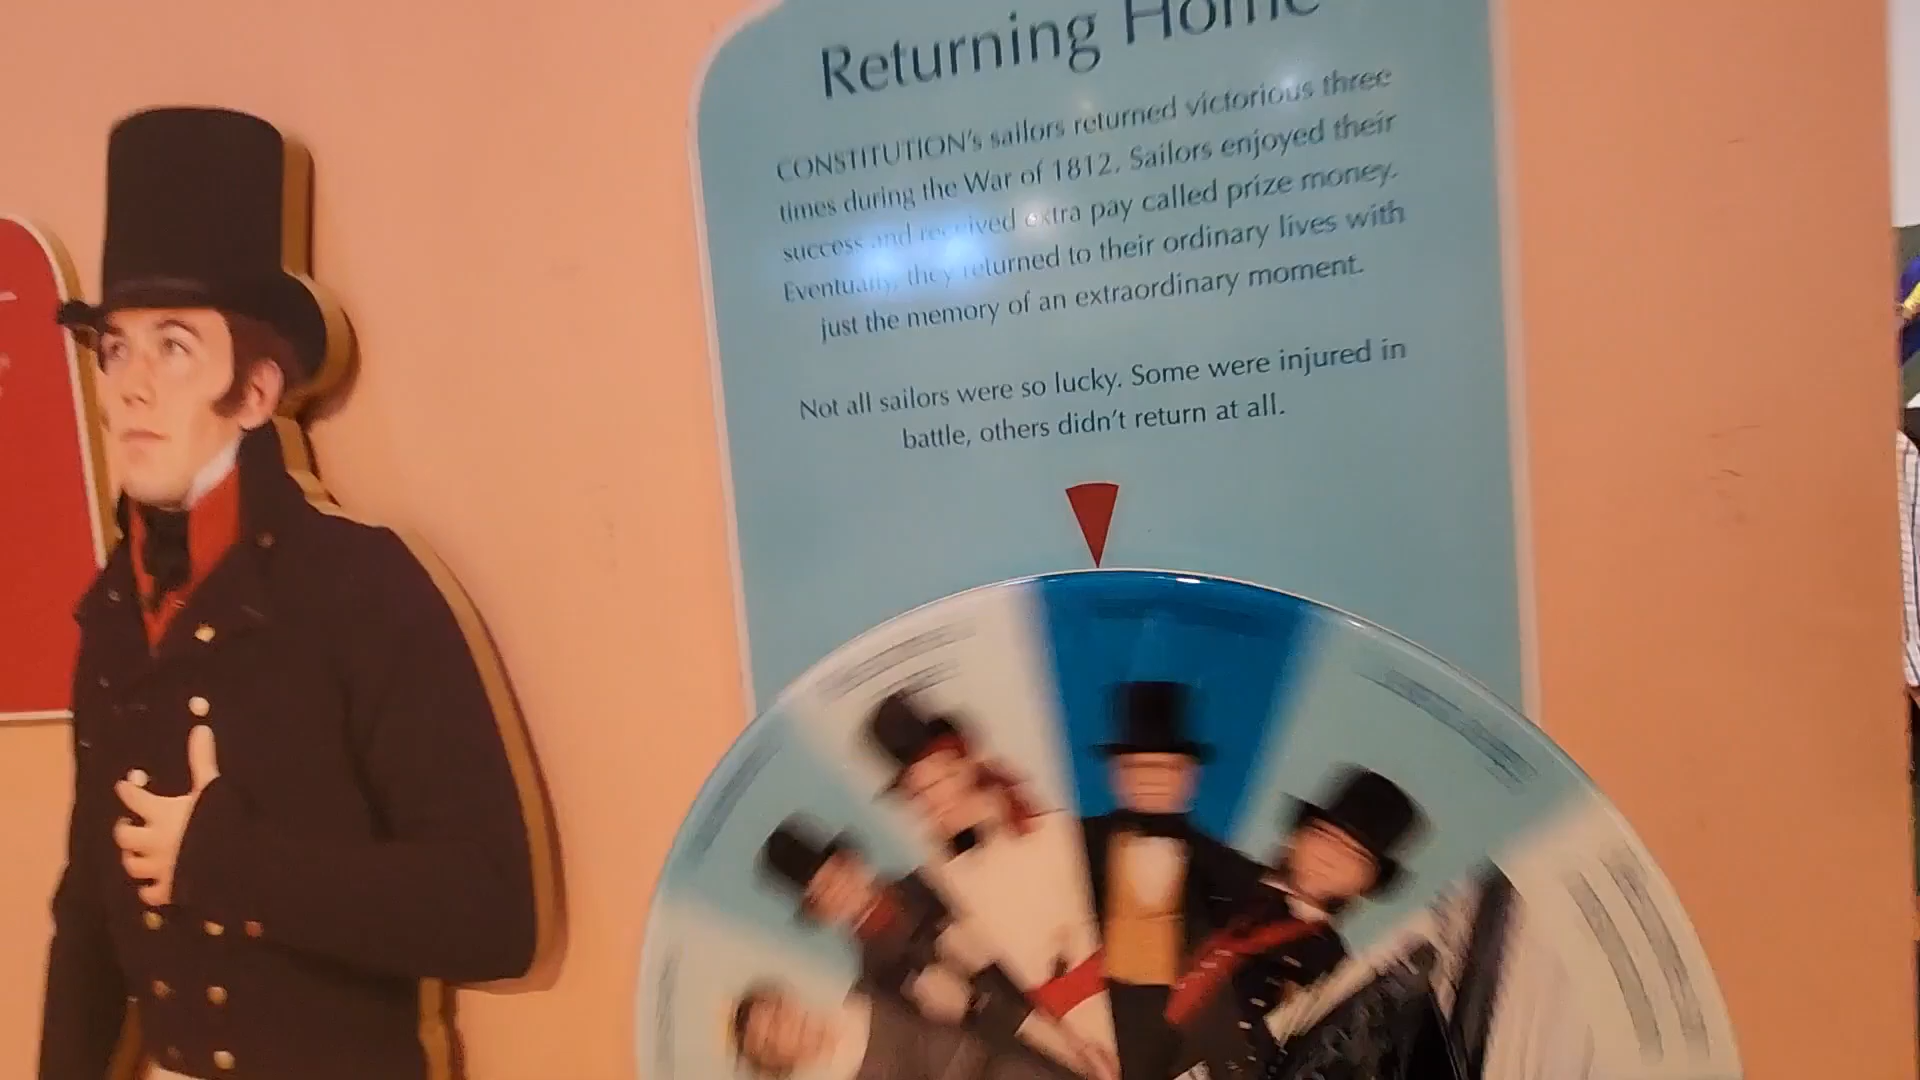 Returning Home
CONSTITUTION's sailors returned victorious three
times during the War of 1812. Sailors enjoyed their
success and received extra pay called prize money.
Eventually, they returned to their ordinary lives with
just the memory of an extraordinary moment.
Not all sailors were so lucky. Some were injured in
battle, others didn't return at all.